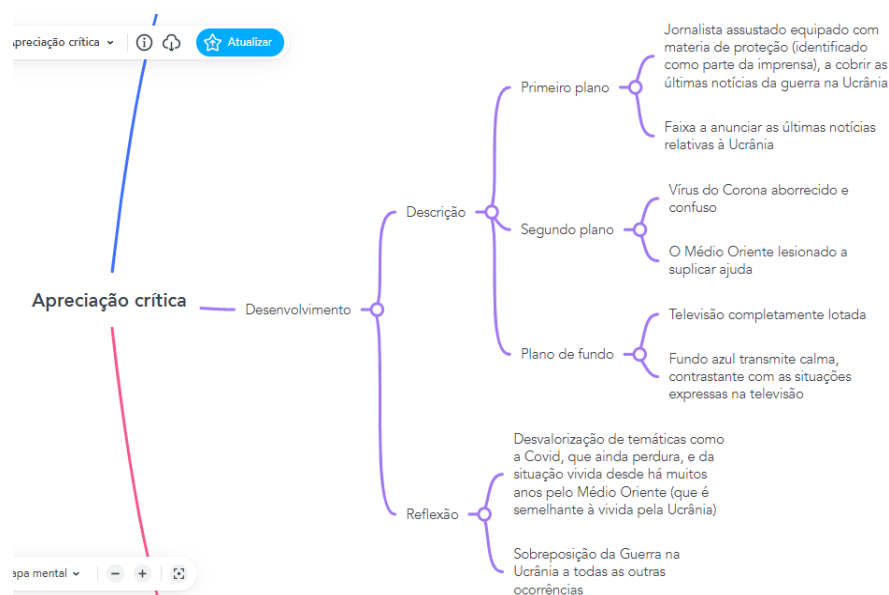 Apreciação crítica
Atualizar
Jornalista assustado equipado com
materia de proteção (identificado
como parte da imprensa), a cobrir as
últimas notícias da guerra na Ucrânia
Primeiro plano
Faixa a anunciar as últimas notícias
relativas à Ucrânia
Vírus do Corona aborrecido e
confuso
Descrição
Segundo plano
O Médio Oriente lesionado a
suplicar ajuda
Apreciação crítica
Desenvolvimento
Televisão completamente lotada
Plano de fundo
Fundo azul transmite calma,
contrastante com as situações
expressas na televisão
Desvalorização de temáticas como
a Covid, que ainda perdura, e da
situação vivida desde há muitos
anos pelo Médio Oriente (que é
semelhante à vivida pela Ucrânia)
Reflexão
Sobreposição da Guerra na
Ucrânia a todas as outras
ocorrências
apa mental